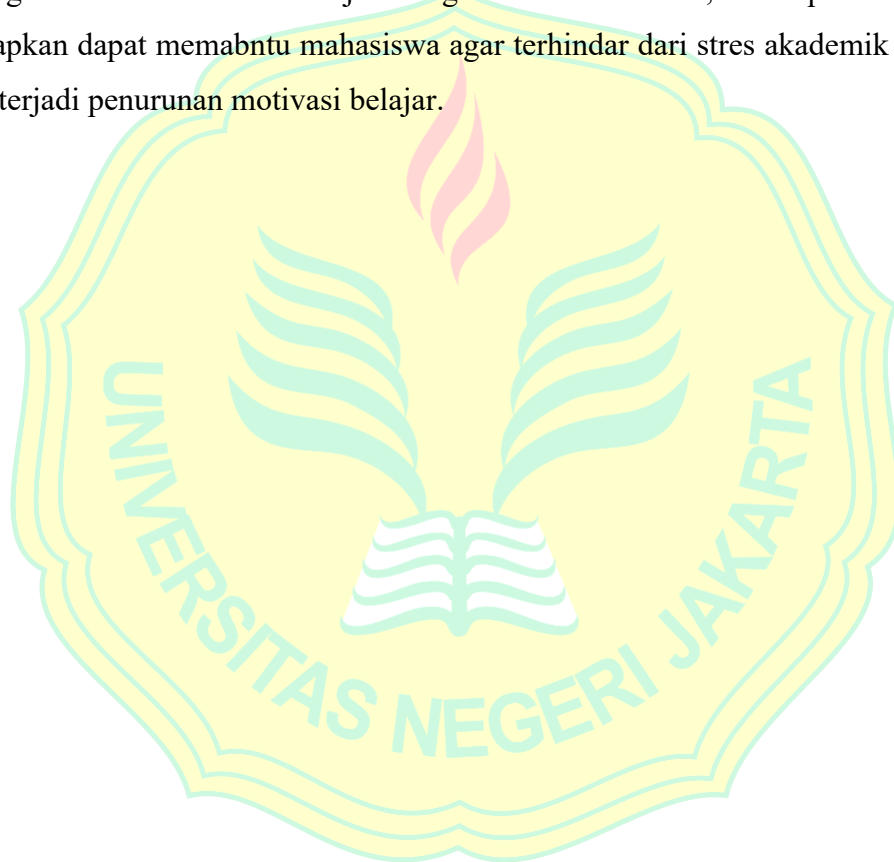 apkan dapat memabntu mahasiswa agar terhindar dari stres akademik
terjadi penurunan motivasi belajar.
UNIVERSITAS NEGERI JAKARTA